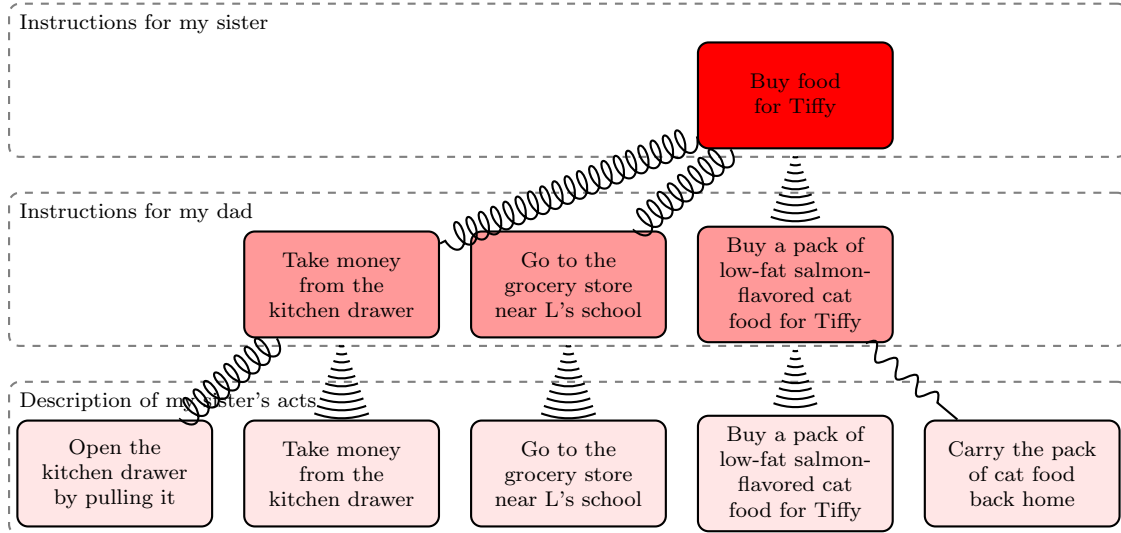 Instructions for my sister
Buy food
for Tiffy
Instructions for my dad
Take money
from the
kitchen drawer
Go to the
grocery store
near L's school
Buy a pack of
low-fat salmon-
flavored cat
food for Tiffy
Description of my sister's acts
Open the
kitchen drawer
by pulling it
Take money
from the
kitchen drawer
Go to the
grocery store
near L's school
Buy a pack of
low-fat salmon-
flavored cat
food for Tiffy
Carry the pack
of cat food
back home